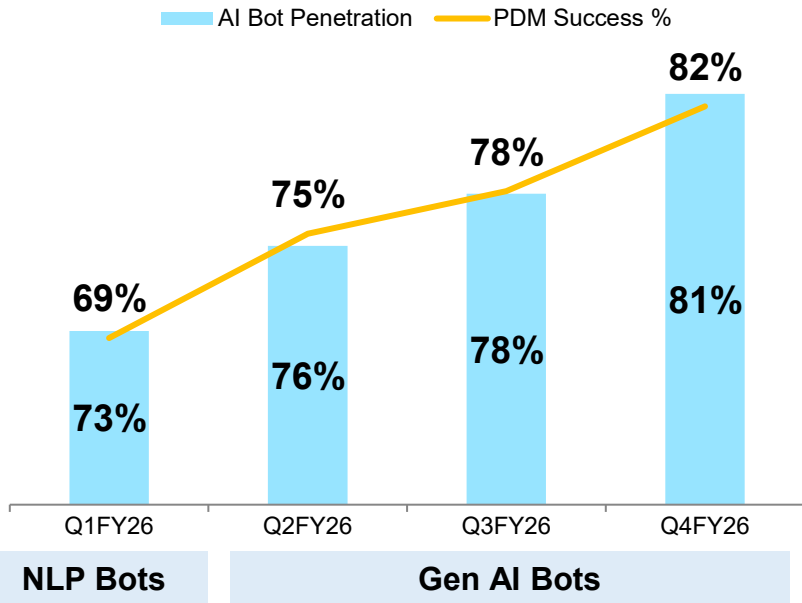 AI Bot Penetration PDM Success %
82%
78%
75%
69%
81%
78%
76%
73%
Q1FY26 Q2FY26 Q3FY26 Q4FY26
NLP Bots Gen AI Bots